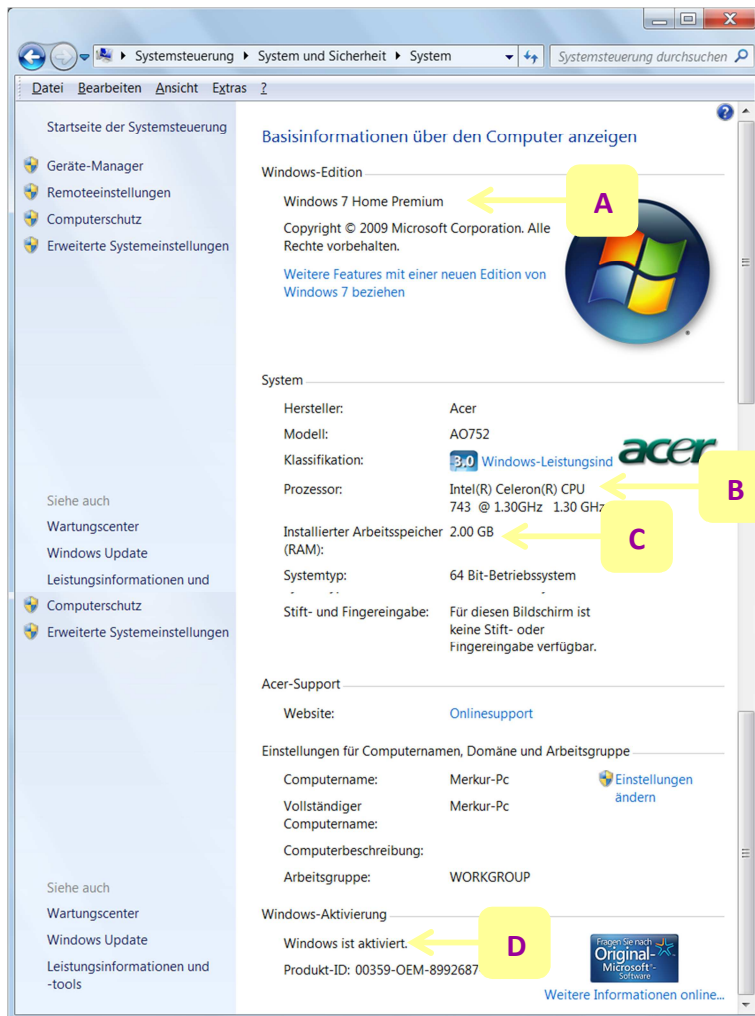 Systemsteuerung System und Sicherheit System
Systemsteuerung durchsuchen
Datei Bearbeiten Ansicht Extras ?
Startseite der Systemsteuerung
Geräte-Manager
Remoteeinstellungen
Computerschutz
Erweiterte Systemeinstellungen
Siehe auch
Wartungscenter
Windows Update
Leistungsinformationen und
Computerschutz
Erweiterte Systemeinstellungen
Siehe auch
Wartungscenter
Windows Update
Leistungsinformationen und
-tools
Basisinformationen über den Computer anzeigen
Windows-Edition
Windows 7 Home Premium
A
Copyright © 2009 Microsoft Corporation. Alle
Rechte vorbehalten.
Weitere Features mit einer neuen Edition von
Windows 7 beziehen
System
Hersteller: Acer
Modell: AO752
acer
Klassifikation: 3,0 Windows-Leistungsind
Prozessor: Intel(R) Celeron(R) CPU
743 @ 1.30GHz 1.30 GHz
B
Installierter Arbeitsspeicher 2.00 GB
(RAM):
C
Systemtyp: 64 Bit-Betriebssystem
Stift- und Fingereingabe: Für diesen Bildschirm ist
keine Stift- oder
Fingereingabe verfügbar.
Acer-Support
Website: Onlinesupport
Einstellungen für Computernamen, Domäne und Arbeitsgruppe
Computername: Merkur-Pc
Einstellungen
ändern
Vollständiger Merkur-Pc
Computername:
Computerbeschreibung:
Arbeitsgruppe: WORKGROUP
Windows-Aktivierung
Windows ist aktiviert.
D
Produkt-ID: 00359-OEM-8992687
Fragen Sie nach
Original-
Microsoft®-
Software
Weitere Informationen online...